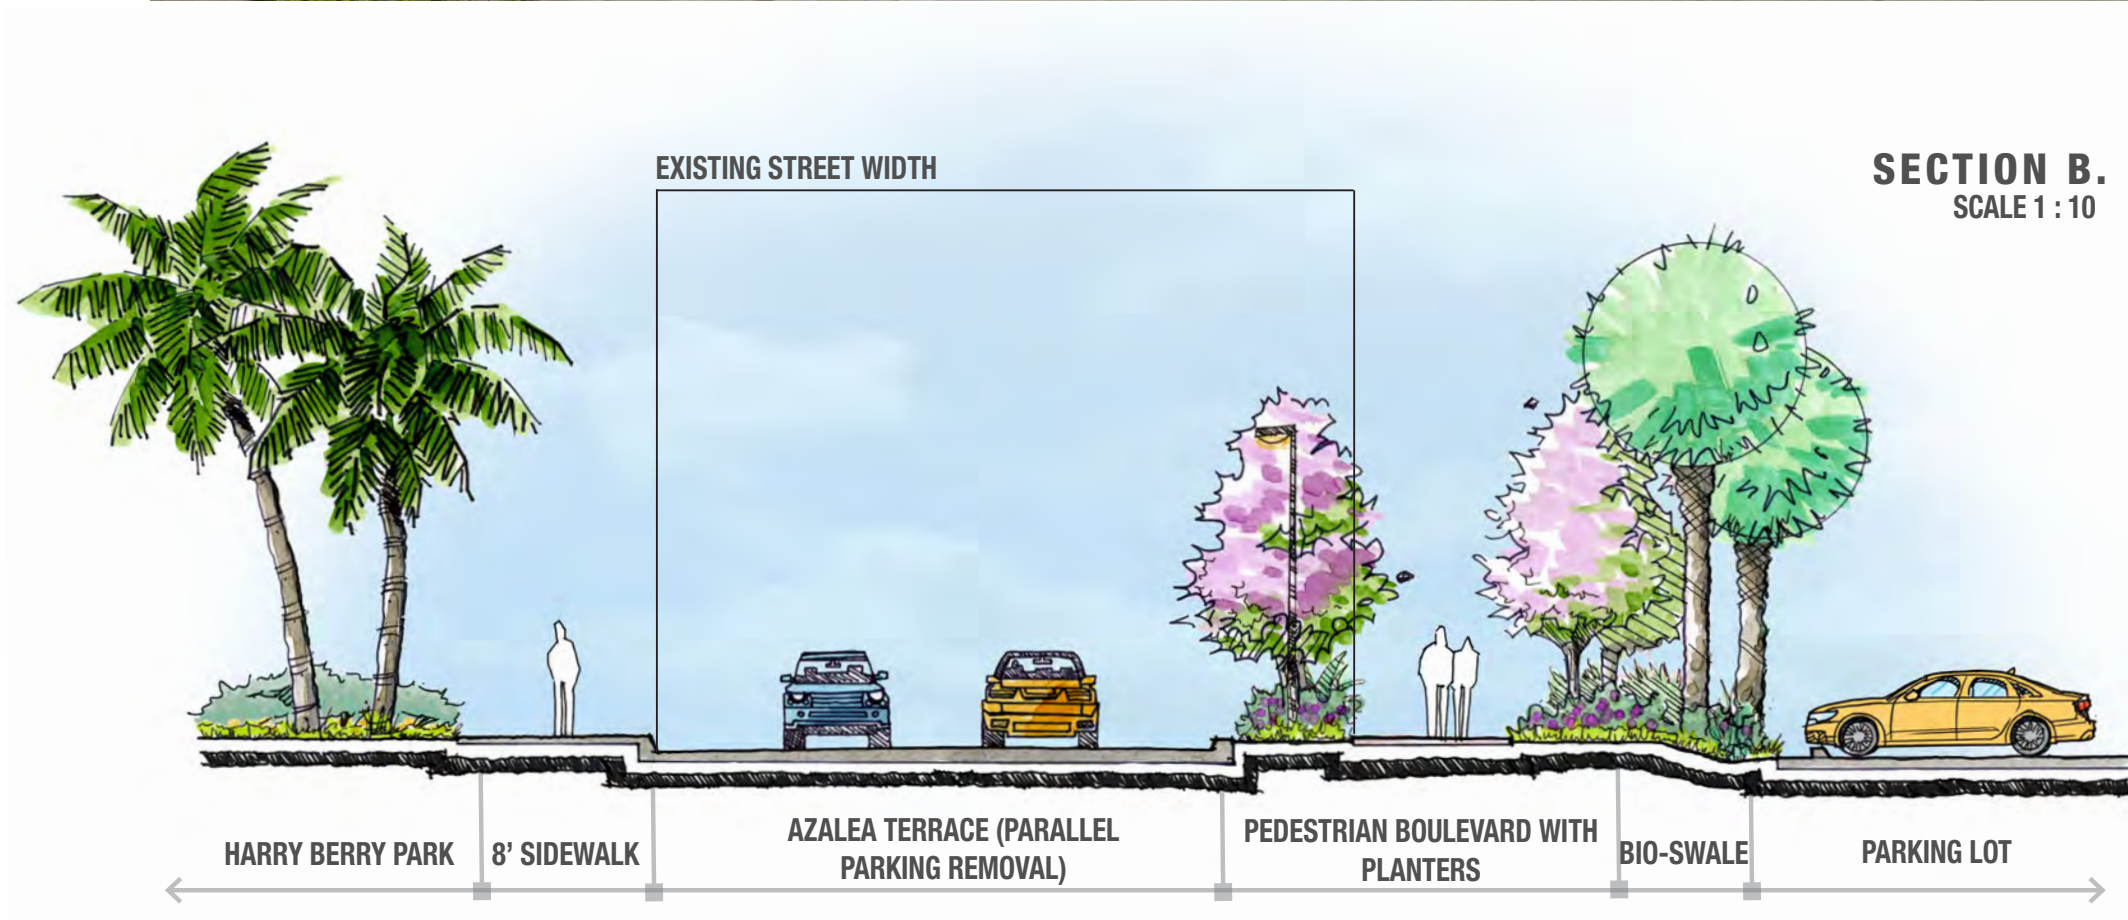 EXISTING STREET WIDTH
SECTION B.
SCALE 1 : 10
HARRY BERRY PARK
8’ SIDEWALK
AZALEA TERRACE (PARALLEL
PARKING REMOVAL)
PEDESTRIAN BOULEVARD WITH
PLANTERS
BIO-SWALE
PARKING LOT